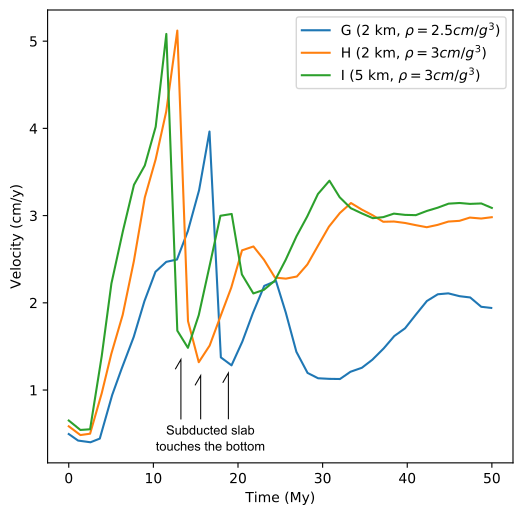 G (2 km, ρ = 2.5cm/g³)
H (2 km, ρ = 3cm/g³)
I (5 km, ρ = 3cm/g³)
Velocity (cm/y)
5
4
3
2
1
Subducted slab
touches the bottom
0 10 20 30 40 50
Time (My)